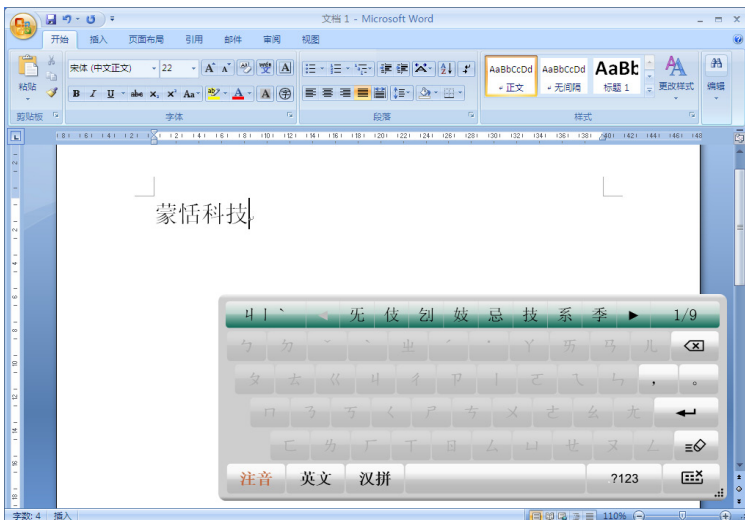 文档 1 - Microsoft Word
开始 插入 页面布局 引用 邮件 审阅 视图
宋体 (中文正文) 22
粘贴
B I U abe x₂ x² Aa A
AaBbCcDd AaBbCcDd AaBb
正文 无间隔 标题 1 更改样式 编辑
剪贴板 字体 段落 样式
蒙恬科技
ㄐㄧˋ 旡 伎 刉 妓 忌 技 系 季 1/9
ㄅ ㄉ ˇ ˋ ㄓ ˊ ˙ ㄚ ㄞ ㄢ ㄦ
ㄆ ㄊ ㄍ ㄐ ㄔ ㄗ ㄧ ㄛ ㄟ ㄣ , 。
ㄇ ㄋ ㄎ ㄑ ㄕ ㄘ ㄨ ㄜ ㄠ ㄤ
ㄈ ㄌ ㄏ ㄒ ㄖ ㄙ ㄩ ㄝ ㄡ ㄥ
注音 英文 汉拼 ?123
字数: 4 插入 110%